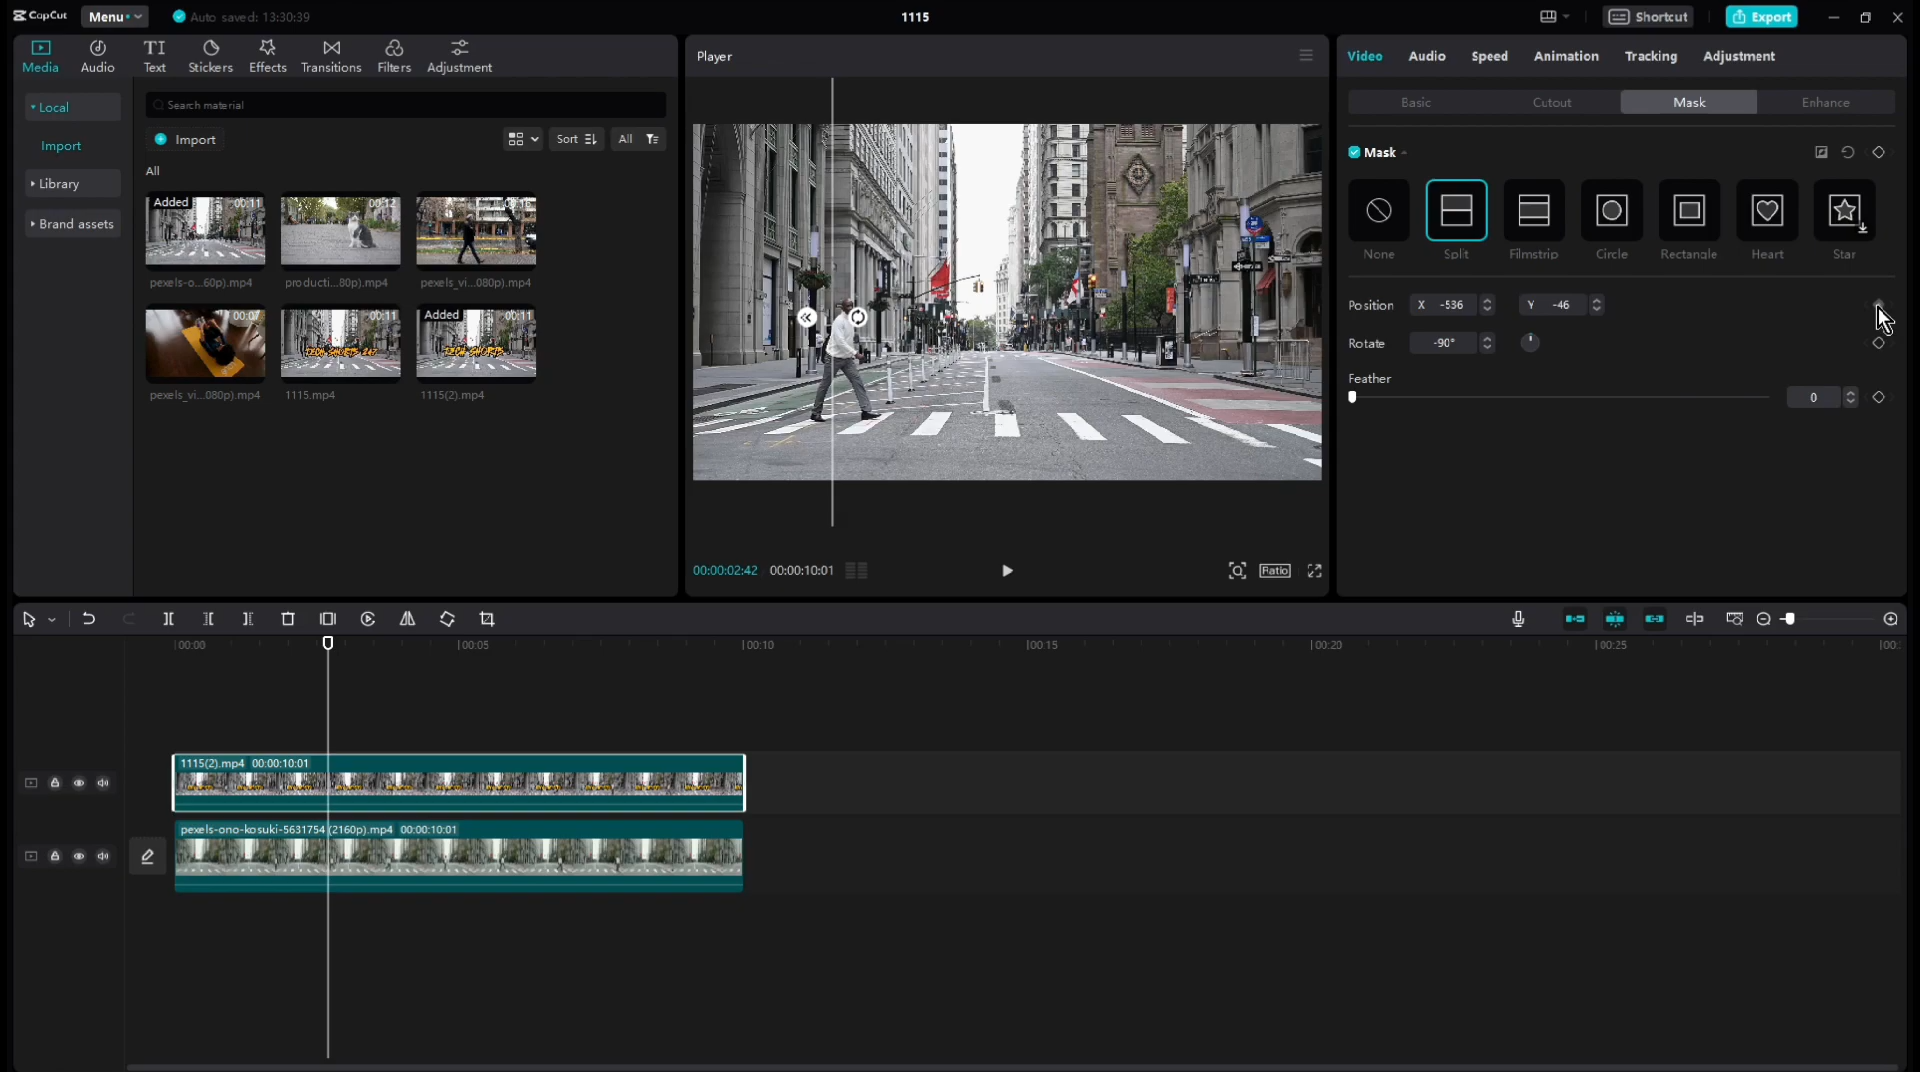 CapCut
Menu
Auto saved: 13:30:39
1115
Shortcut
Export
Media
Audio
Text
Stickers
Effects
Transitions
Filters
Adjustment
Local
Import
Library
Brand assets
Search material
Import
Sort
All
All
Added
00:11
00:12
pexels-o...60p).mp4
producti...80p).mp4
pexels_vi...080p).mp4
00:07
00:11
TECH SHORTS 247
Added
00:11
TECH SHORTS
pexels_vi...080p).mp4
1115.mp4
1115(2).mp4
Player
00:00:02:42
00:00:10:01
Ratio
Video
Audio
Speed
Animation
Tracking
Adjustment
Basic
Cutout
Mask
Enhance
Mask
None
Split
Filmstrip
Circle
Rectangle
Heart
Star
Position X -536 Y -46
Rotate -90°
Feather
0
00:00
00:05
00:10
00:15
00:20
00:25
00:
1115(2).mp4 00:00:10:01
pexels-ono-kosuki-5631754 (2160p).mp4 00:00:10:01